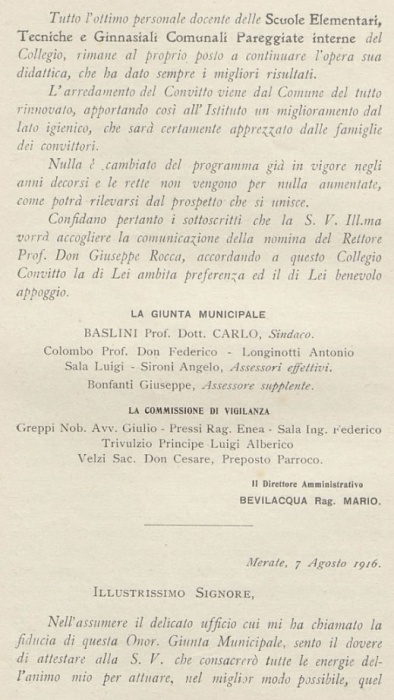 Tutto l'ottimo personale docente delle Scuole Elementari,
Tecniche e Ginnasiali Comunali Pareggiate interne del
Collegio, rimane al proprio posto a continuare l'opera sua
didattica, che ha dato sempre i migliori risultati.
L'arredamento del Convitto viene dal Comune del tutto
rinnovato, apportando così all'Istituto un miglioramento dal
lato igienico, che sarà certamente apprezzato dalle famiglie
dei convittori.
Nulla è cambiato del programma già in vigore negli
anni decorsi e le rette non vengono per nulla aumentate,
come potrà rilevarsi dal prospetto che si unisce.
Confidano pertanto i sottoscritti che la S. V. Ill.ma
vorrà accogliere la comunicazione della nomina del Rettore
Prof. Don Giuseppe Rocca, accordando a questo Collegio
Convitto la di Lei ambita preferenza ed il di Lei benevolo
appoggio.
LA GIUNTA MUNICIPALE
BASLINI Prof. Dott. CARLO, Sindaco.
Colombo Prof. Don Federico - Longinotti Antonio
Sala Luigi - Sironi Angelo, Assessori effettivi.
Bonfanti Giuseppe, Assessore supplente.
LA COMMISSIONE DI VIGILANZA
Greppi Nob. Avv. Giulio - Pressi Rag. Enea - Sala Ing. Federico
Trivulzio Principe Luigi Alberico
Velzi Sac. Don Cesare, Preposto Parroco.
Il Direttore Amministrativo
BEVILACQUA Rag. MARIO.
Merate, 7 Agosto 1916.
ILLUSTRISSIMO SIGNORE,
Nell'assumere il delicato ufficio cui mi ha chiamato la
fiducia di questa Onor. Giunta Municipale, sento il dovere
di attestare alla S. V. che consacrerò tutte le energie del-
l'animo mio per attuare, nel miglior modo possibile, quel